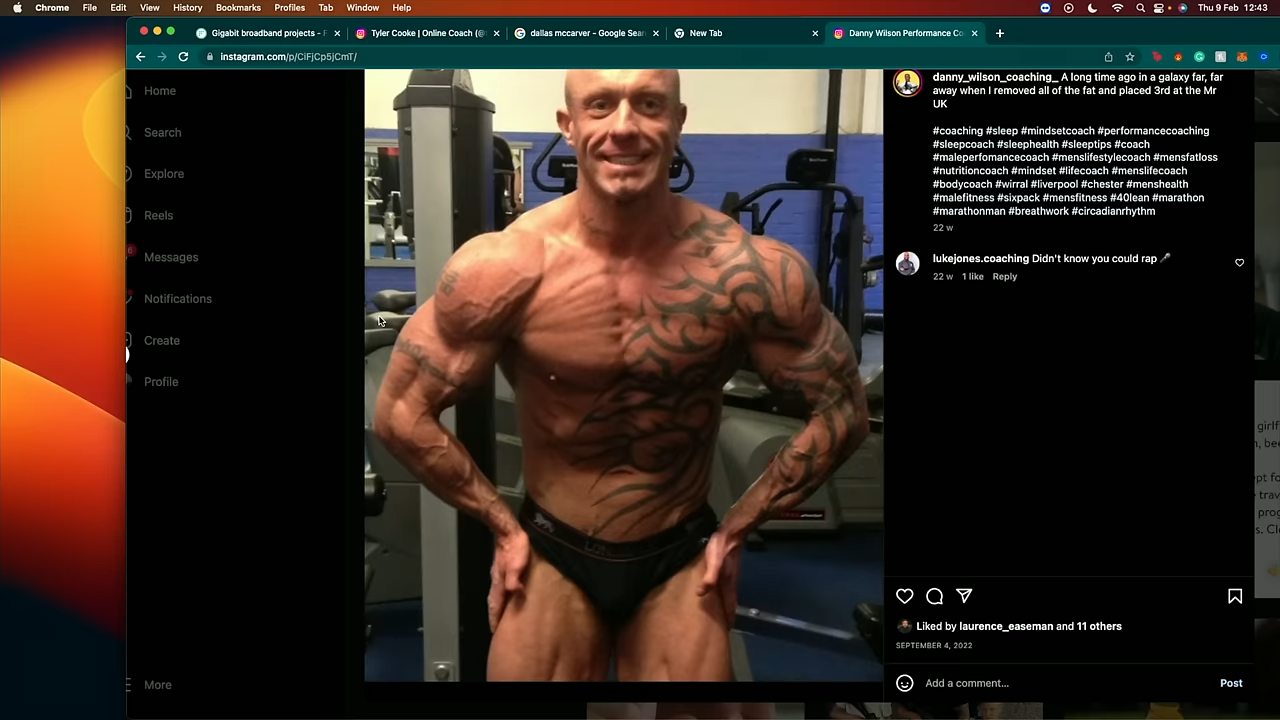 Chrome File Edit View History Bookmarks Profiles Tab Window Help Thu 9 Feb 12:43
Gigabit broadband projects - F
Tyler Cooke | Online Coach (@
dallas mccarver - Google Sear
New Tab
Danny Wilson Performance Co
instagram.com/p/CiFjCp5jCmT/
Home
Search
Explore
Reels
6
Messages
Notifications
Create
Profile
More
danny_wilson_coaching_ A long time ago in a galaxy far, far
away when I removed all of the fat and placed 3rd at the Mr
UK
#coaching #sleep #mindsetcoach #performancecoaching
#sleepcoach #sleephealth #sleeptips #coach
#maleperfomancecoach #menslifestylecoach #mensfatloss
#nutritioncoach #mindset #lifecoach #menslifecoach
#bodycoach #wirral #liverpool #chester #menshealth
#malefitness #sixpack #mensfitness #40lean #marathon
#marathonman #breathwork #circadianrhythm
22 w
lukejones.coaching Didn't know you could rap 🎤
22 w 1 like Reply
Liked by laurence_easeman and 11 others
SEPTEMBER 4, 2022
Add a comment...
Post